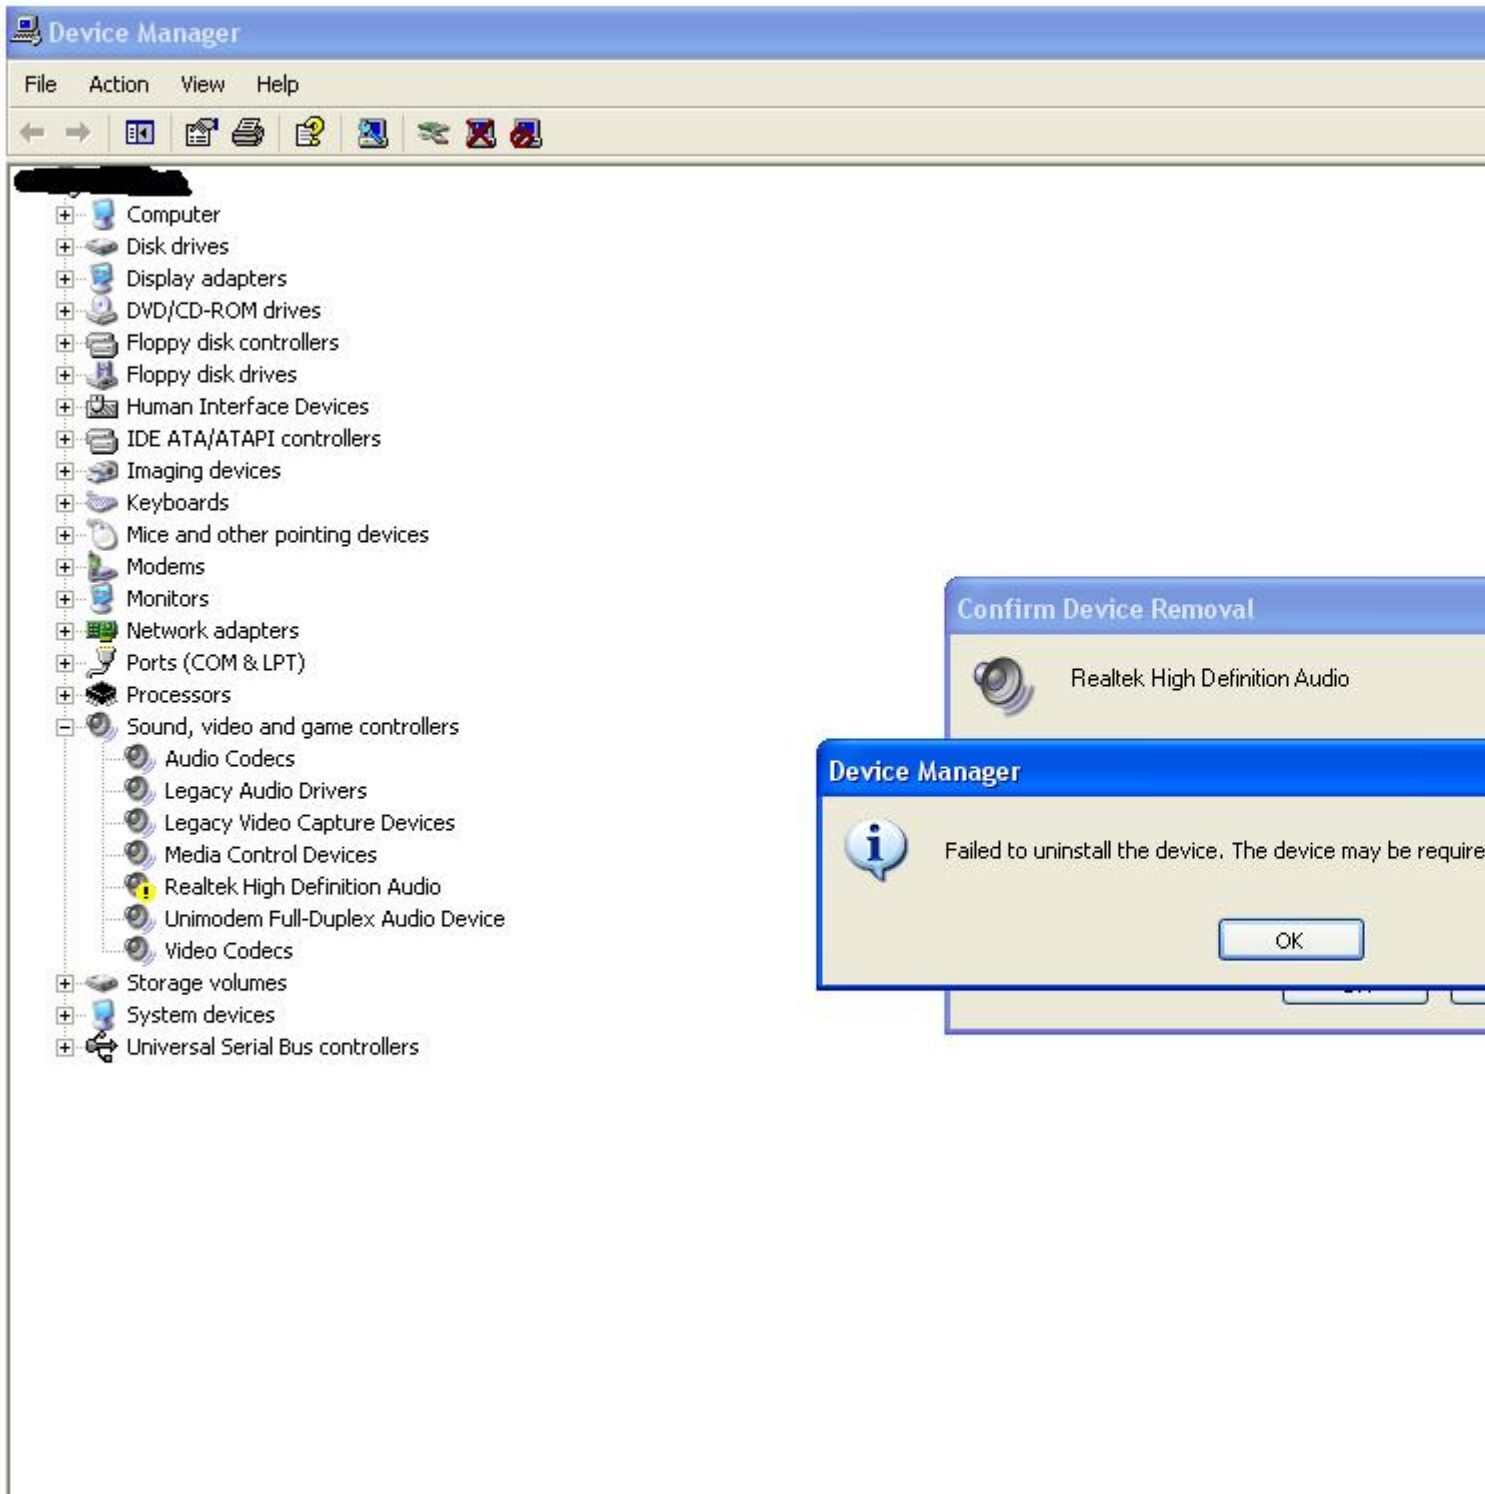 Device Manager
File Action View Help
Computer
Disk drives
Display adapters
DVD/CD-ROM drives
Floppy disk controllers
Floppy disk drives
Human Interface Devices
IDE ATA/ATAPI controllers
Imaging devices
Keyboards
Mice and other pointing devices
Modems
Monitors
Network adapters
Ports (COM & LPT)
Processors
Sound, video and game controllers
Audio Codecs
Legacy Audio Drivers
Legacy Video Capture Devices
Media Control Devices
Realtek High Definition Audio
Unimodem Full-Duplex Audio Device
Video Codecs
Storage volumes
System devices
Universal Serial Bus controllers
Confirm Device Removal
Realtek High Definition Audio
Device Manager
Failed to uninstall the device. The device may be require
OK